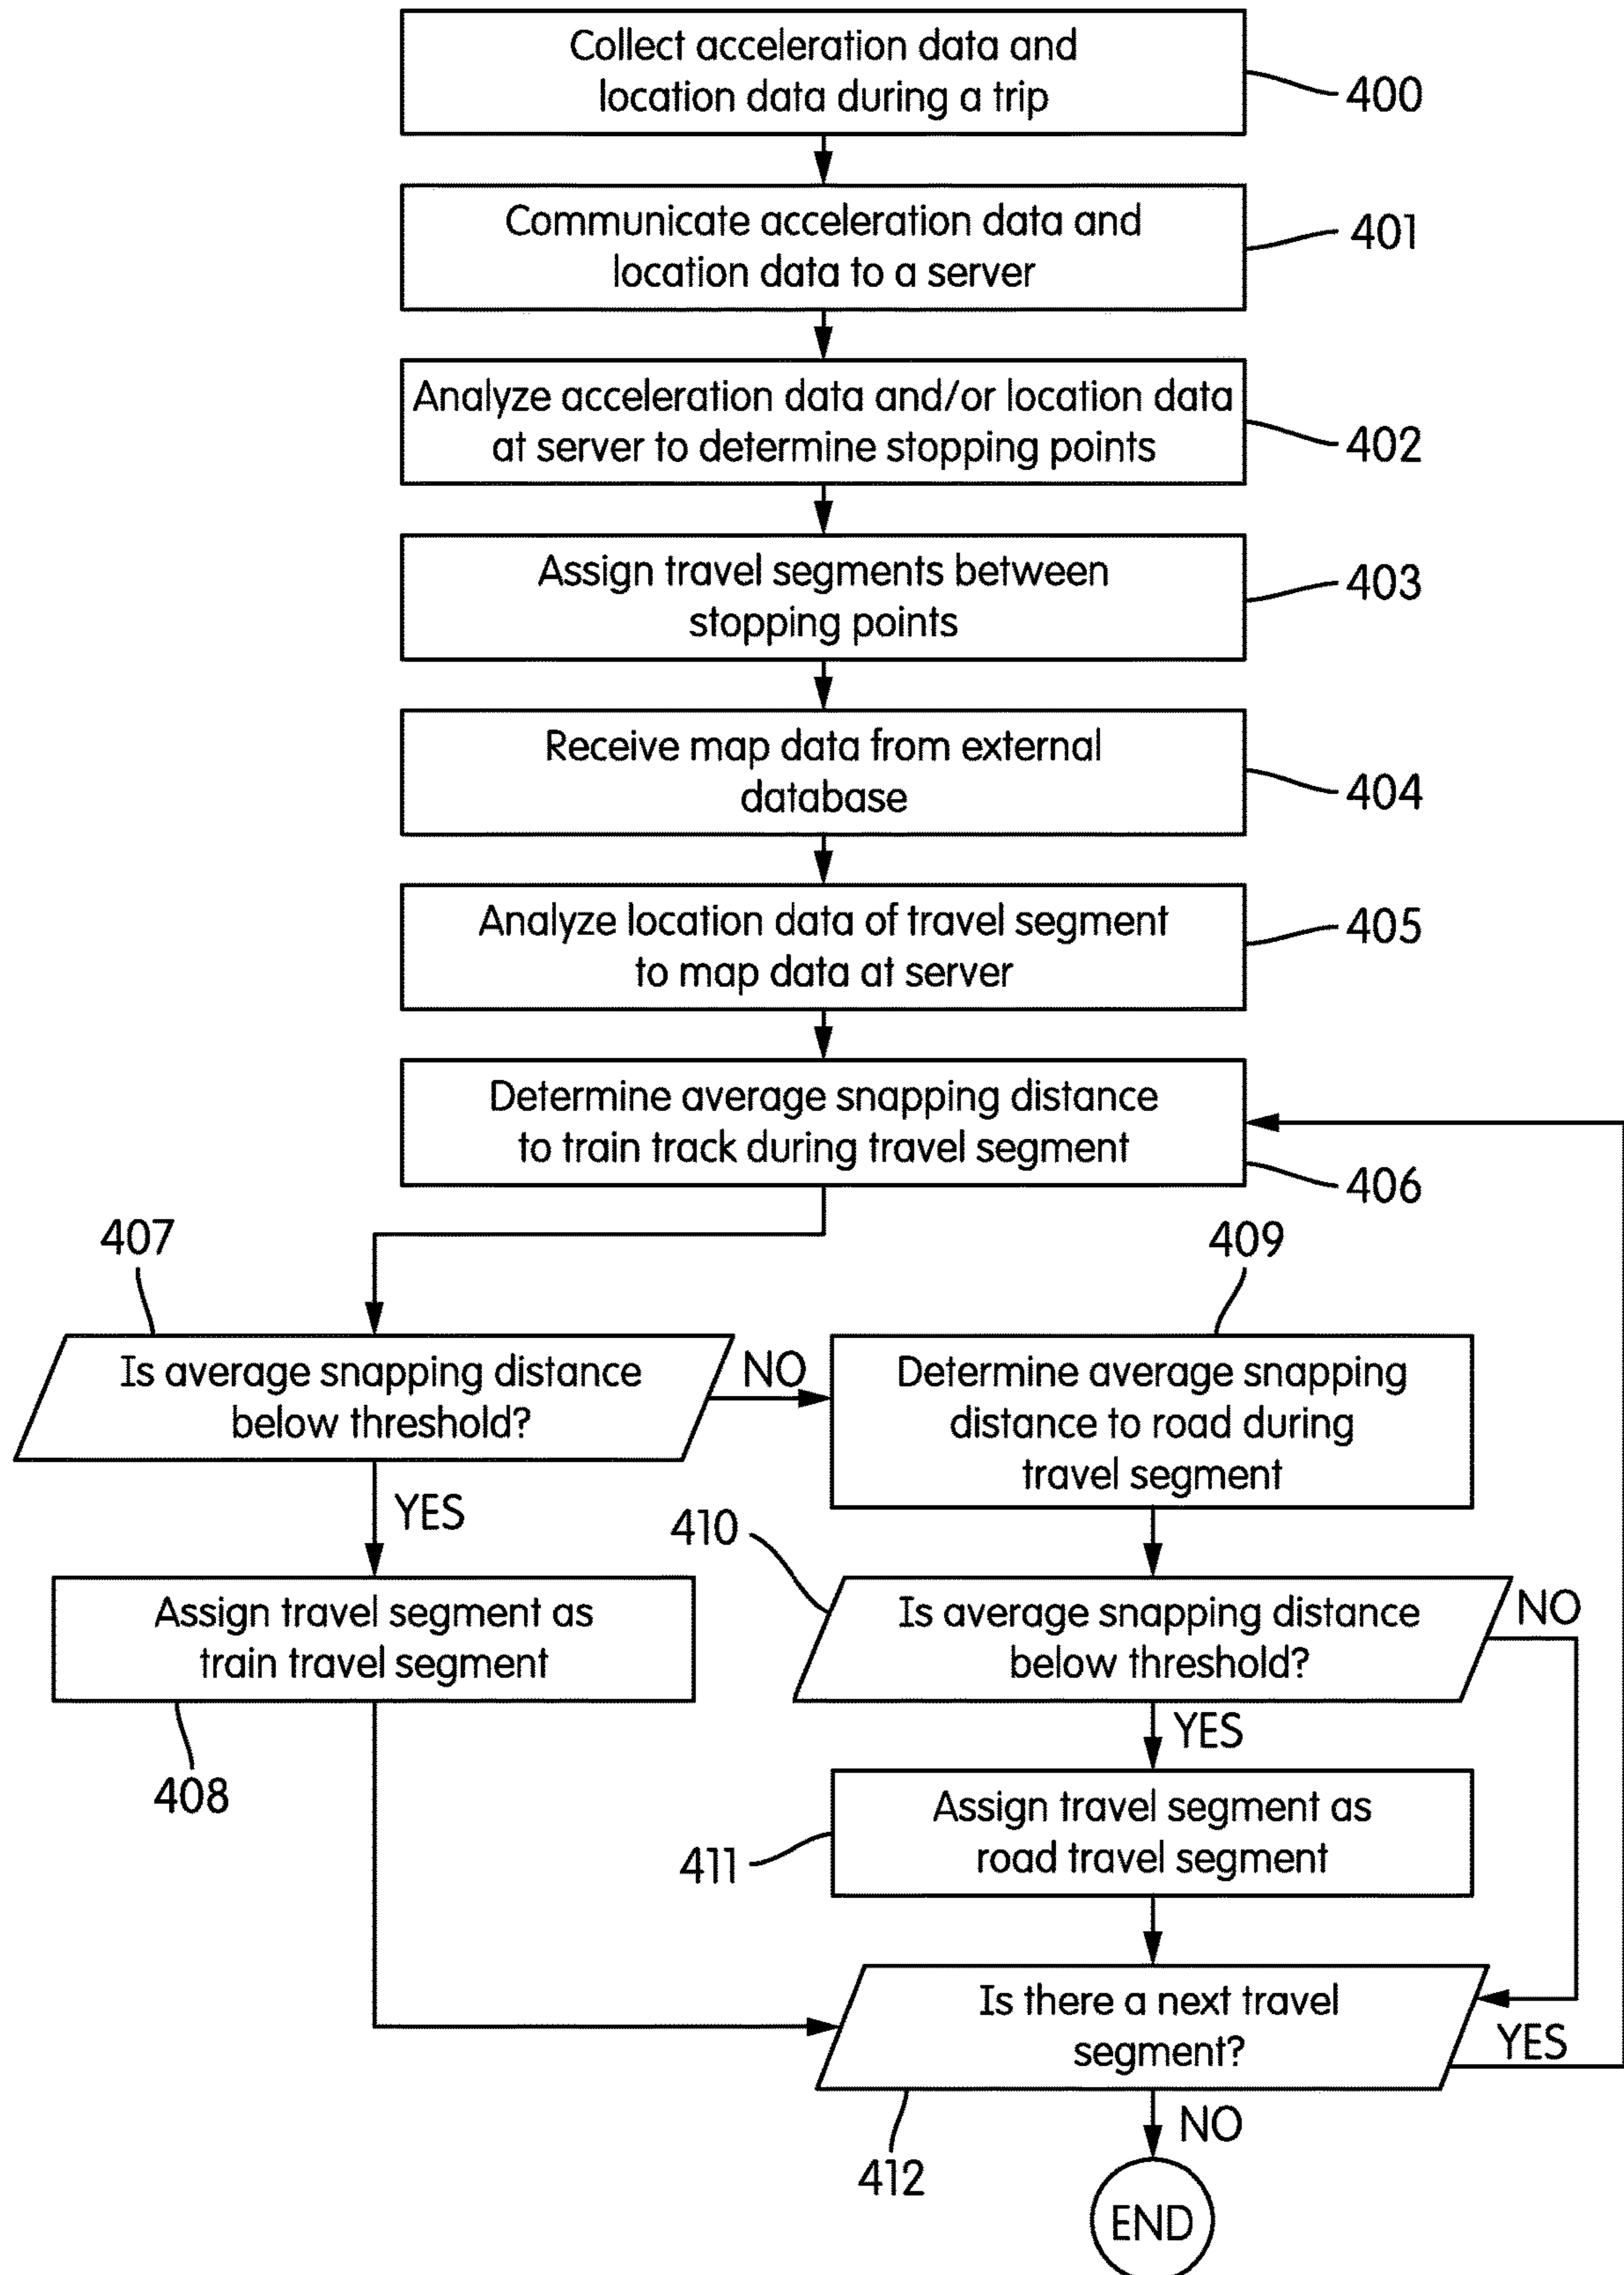 Collect acceleration data and
location data during a trip
400
Communicate acceleration data and
location data to a server
401
Analyze acceleration data and/or location data
at server to determine stopping points
402
Assign travel segments between
stopping points
403
Receive map data from external
database
404
Analyze location data of travel segment
to map data at server
405
Determine average snapping distance
to train track during travel segment
406
407
Is average snapping distance
below threshold?
NO
YES
409
Determine average snapping
distance to road during
travel segment
Assign travel segment as
train travel segment
408
410
Is average snapping distance
below threshold?
NO
YES
Assign travel segment as
road travel segment
411
Is there a next travel
segment?
YES
412
NO
END